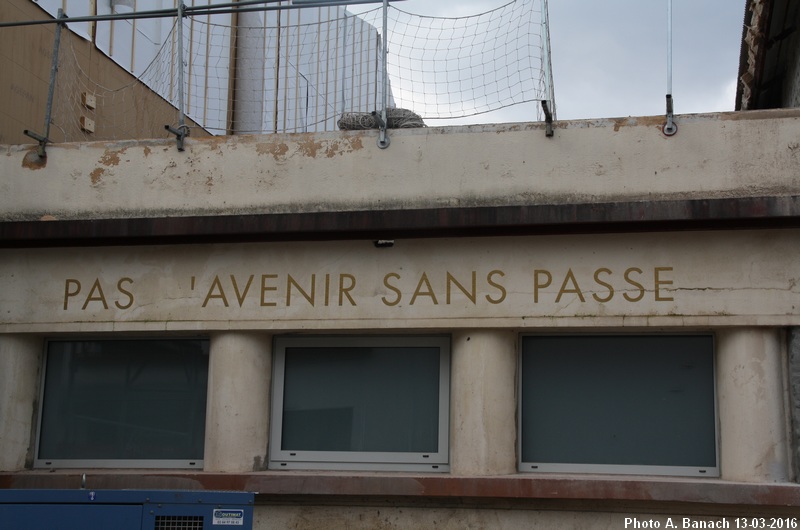 PAS 'AVENIR SANS PASSE
Photo A. Banach 13-03-2016